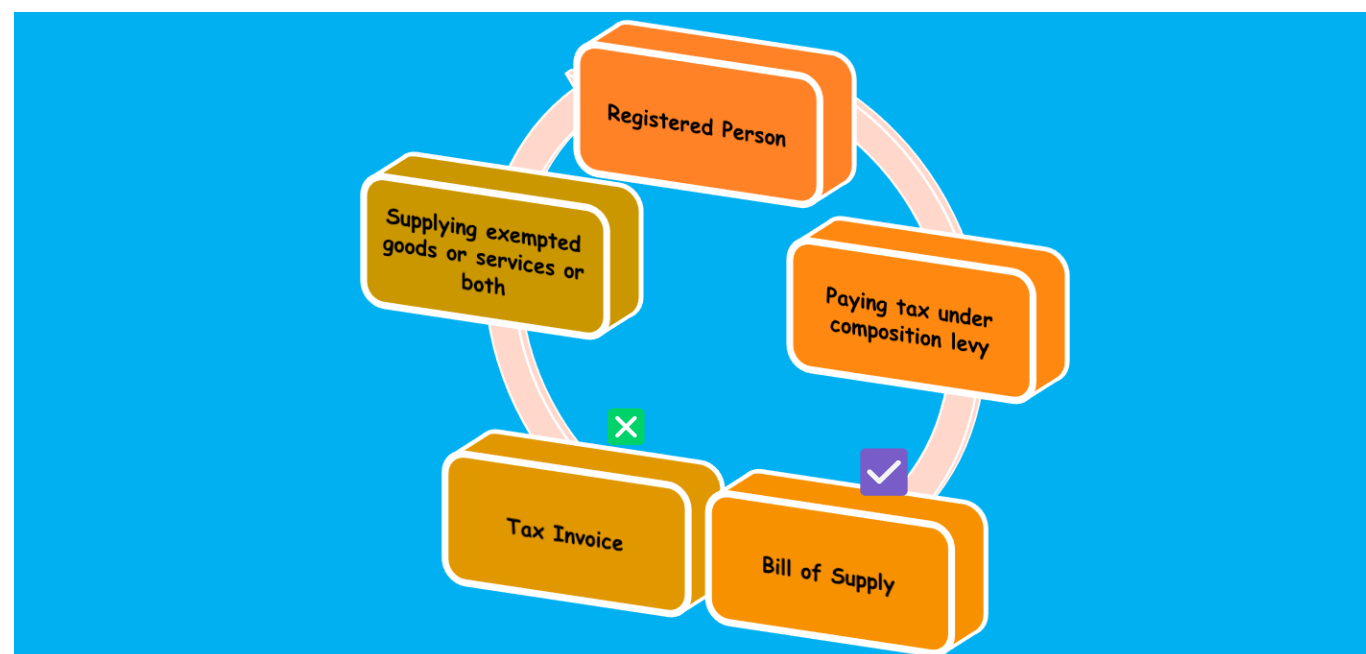 Registered Person
Supplying exempted
goods or services or
both
Paying tax under
composition levy
Tax Invoice
Bill of Supply